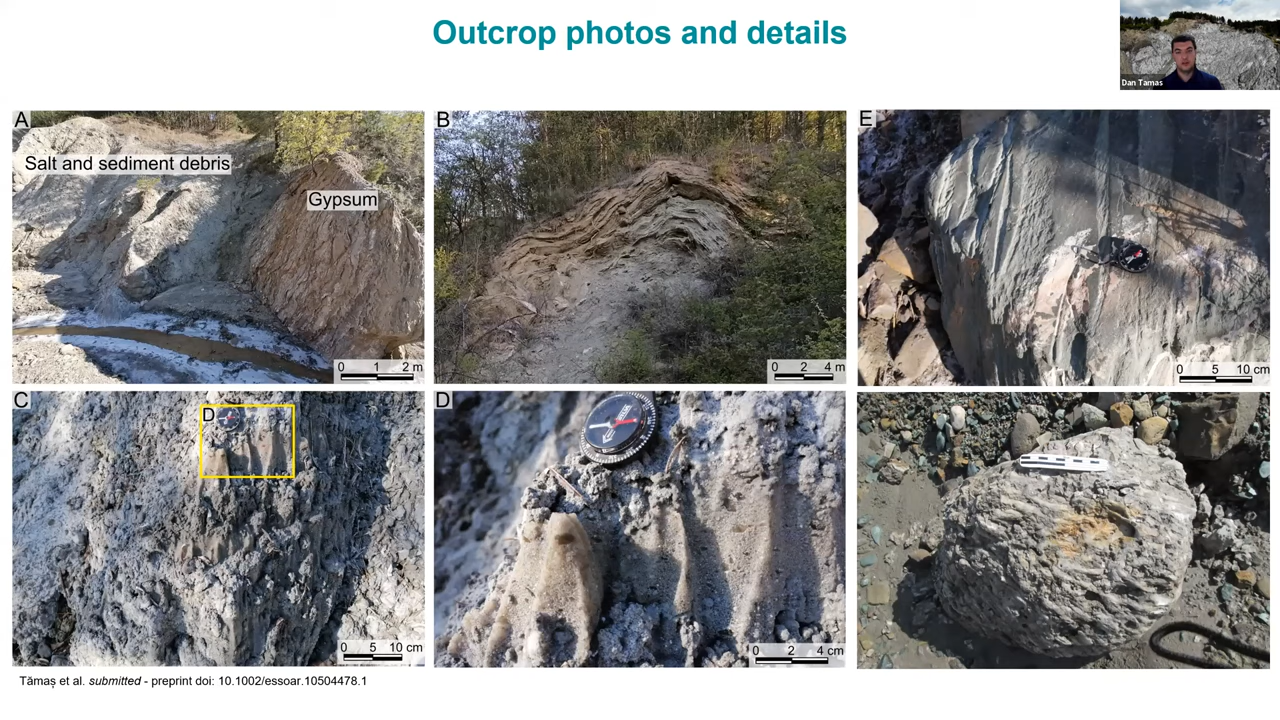 Outcrop photos and details
Dan Tamas
A
Salt and sediment debris
Gypsum
0 1 2 m
B
0 2 4 m
E
0 5 10 cm
C
D
0 5 10 cm
D
0 2 4 cm
Tămaș et al. submitted - preprint doi: 10.1002/essoar.10504478.1